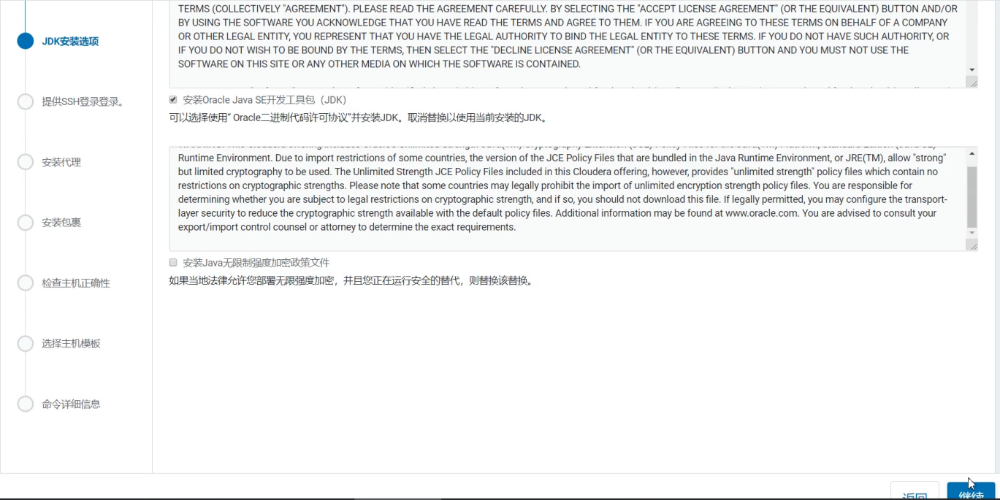 TERMS (COLLECTIVELY "AGREEMENT"). PLEASE READ THE AGREEMENT CAREFULLY. BY SELECTING THE "ACCEPT LICENSE AGREEMENT" (OR THE EQUIVALENT) BUTTON AND/OR
BY USING THE SOFTWARE YOU ACKNOWLEDGE THAT YOU HAVE READ THE TERMS AND AGREE TO THEM. IF YOU ARE AGREEING TO THESE TERMS ON BEHALF OF A COMPANY
OR OTHER LEGAL ENTITY, YOU REPRESENT THAT YOU HAVE THE LEGAL AUTHORITY TO BIND THE LEGAL ENTITY TO THESE TERMS. IF YOU DO NOT HAVE SUCH AUTHORITY, OR
IF YOU DO NOT WISH TO BE BOUND BY THE TERMS, THEN SELECT THE "DECLINE LICENSE AGREEMENT" (OR THE EQUIVALENT) BUTTON AND YOU MUST NOT USE THE
SOFTWARE ON THIS SITE OR ANY OTHER MEDIA ON WHICH THE SOFTWARE IS CONTAINED.
JDK安装选项
提供SSH登录登录。
安装代理
安装包裹
检查主机正确性
选择主机模板
命令详细信息
安装Oracle Java SE开发工具包（JDK）
可以选择使用“ Oracle二进制代码许可协议”并安装JDK。取消替换以使用当前安装的JDK。
Runtime Environment. Due to import restrictions of some countries, the version of the JCE Policy Files that are bundled in the Java Runtime Environment, or JRE(TM), allow "strong"
but limited cryptography to be used. The Unlimited Strength JCE Policy Files included in this Cloudera offering, however, provides "unlimited strength" policy files which contain no
restrictions on cryptographic strengths. Please note that some countries may legally prohibit the import of unlimited encryption strength policy files. You are responsible for
determining whether you are subject to legal restrictions on cryptographic strength, and if so, you should not download this file. If legally permitted, you may configure the transport-
layer security to reduce the cryptographic strength available with the default policy files. Additional information may be found at www.oracle.com. You are advised to consult your
export/import control counsel or attorney to determine the exact requirements.
安装Java无限制强度加密政策文件
如果当地法律允许您部署无限强度加密，并且您正在运行安全的替代，则替换该替换。
返回
继续